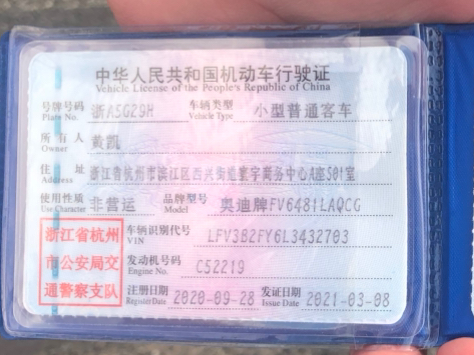 中华人民共和国机动车行驶证
Vehicle License of the People's Republic of China
号牌号码 浙A5G29H 车辆类型 小型普通客车
Plate No. Vehicle Type
所有人 黄凯
Owner
住址 浙江省杭州市滨江区西兴街道寰宇商务中心A座501室
Address
使用性质 非营运 品牌型号 奥迪牌FV6481LAQCG
Use Character Model
浙江省杭州
市公安局交
通警察支队
车辆识别代号 LFV3B2FY6L3432703
VIN
发动机号码 C52219
Engine No.
注册日期 2020-09-28 发证日期 2021-03-08
Register Date Issue Date